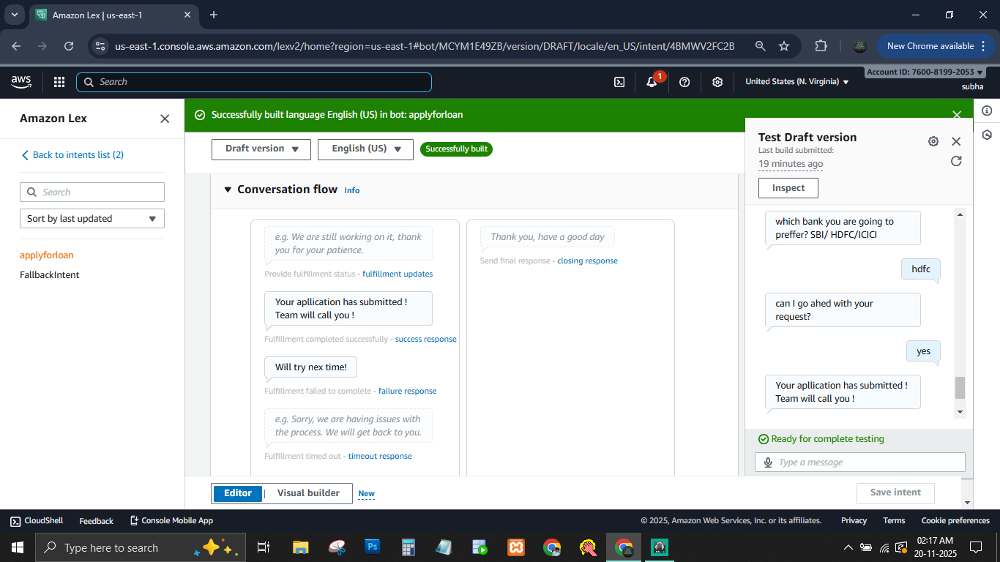 Amazon Lex | us-east-1
us-east-1.console.aws.amazon.com/lexv2/home?region=us-east-1#bot/MCYM1E49ZB/version/DRAFT/locale/en_US/intent/4BMWV2FC2B
New Chrome available
aws
Search
1
United States (N. Virginia)
Account ID: 7600-8199-2053
subha
Amazon Lex
Back to intents list (2)
Search
Sort by last updated
applyforloan
FallbackIntent
Successfully built language English (US) in bot: applyforloan
Draft version
English (US)
Successfully built
Conversation flow Info
e.g. We are still working on it, thank
you for your patience.
Provide fulfillment status - fulfillment updates
Your apllication has submitted !
Team will call you !
Fulfillment completed successfully - success response
Will try nex time!
Fulfillment failed to complete - failure response
e.g. Sorry, we are having issues with
the process. We will get back to you.
Fulfillment timed out - timeout response
Thank you, have a good day
Send final response - closing response
Editor
Visual builder
New
Save intent
Test Draft version
Last build submitted:
19 minutes ago
Inspect
which bank you are going to
preffer? SBI/ HDFC/ICICI
hdfc
can I go ahed with your
request?
yes
Your apllication has submitted !
Team will call you !
Ready for complete testing
Type a message
CloudShell
Feedback
Console Mobile App
© 2025, Amazon Web Services, Inc. or its affiliates.
Privacy
Terms
Cookie preferences
Type here to search
Ps
02:17 AM
20-11-2025